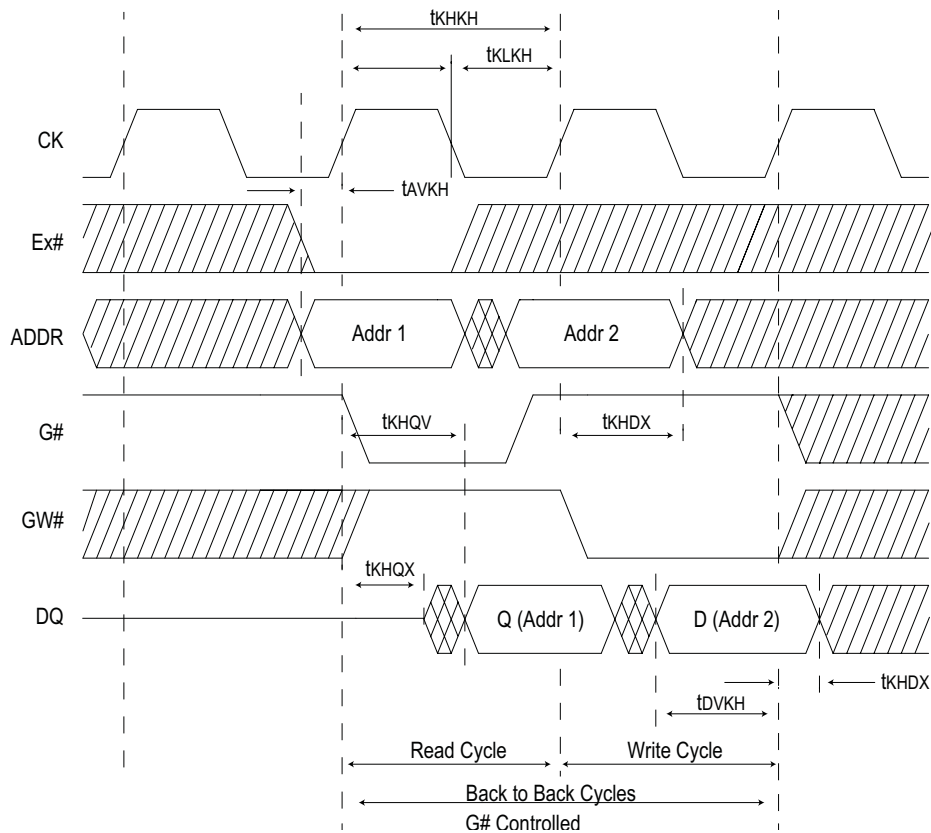 tKHKH
tKLKH
CK
tAVKH
Ex#
ADDR
Addr 1
Addr 2
G#
tKHQV
tKHDX
GW#
tKHQX
DQ
Q (Addr 1)
D (Addr 2)
tKHDX
tDVKH
Read Cycle
Write Cycle
Back to Back Cycles
G# Controlled